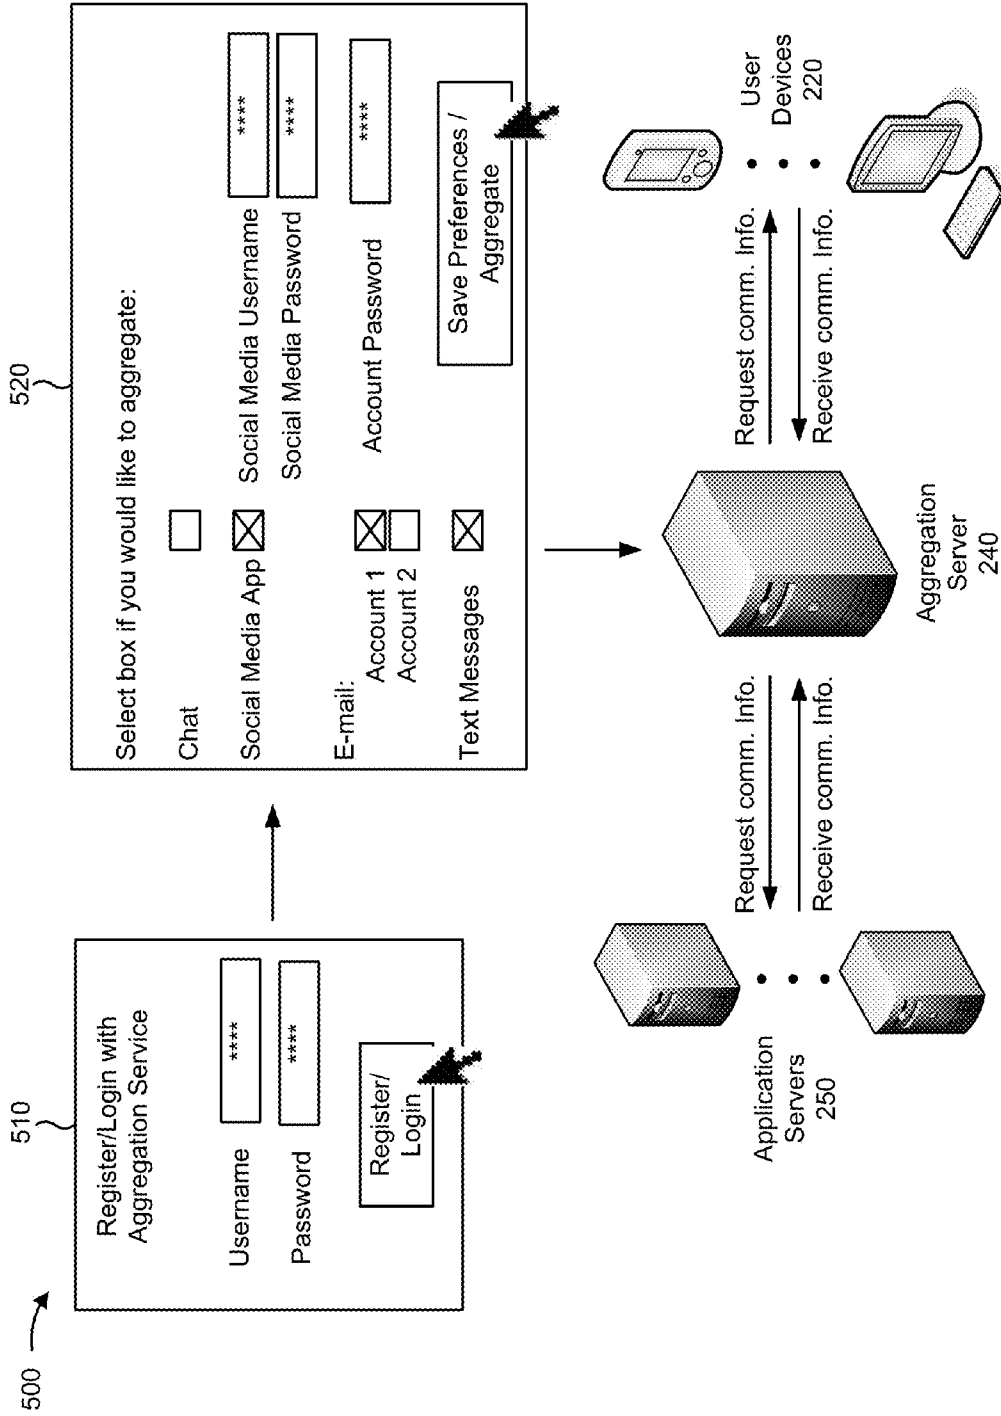 500
510
Register/Login with
Aggregation Service
Username
****
Password
****
Register/
Login
520
Select box if you would like to aggregate:
Chat
Social Media App
Social Media Username
****
Social Media Password
****
E-mail:
Account 1
Account Password
****
Account 2
Text Messages
Save Preferences /
Aggregate
Application
Servers
250
Request comm. Info.
Receive comm. Info.
Aggregation
Server
240
Request comm. Info.
Receive comm. Info.
User
Devices
220